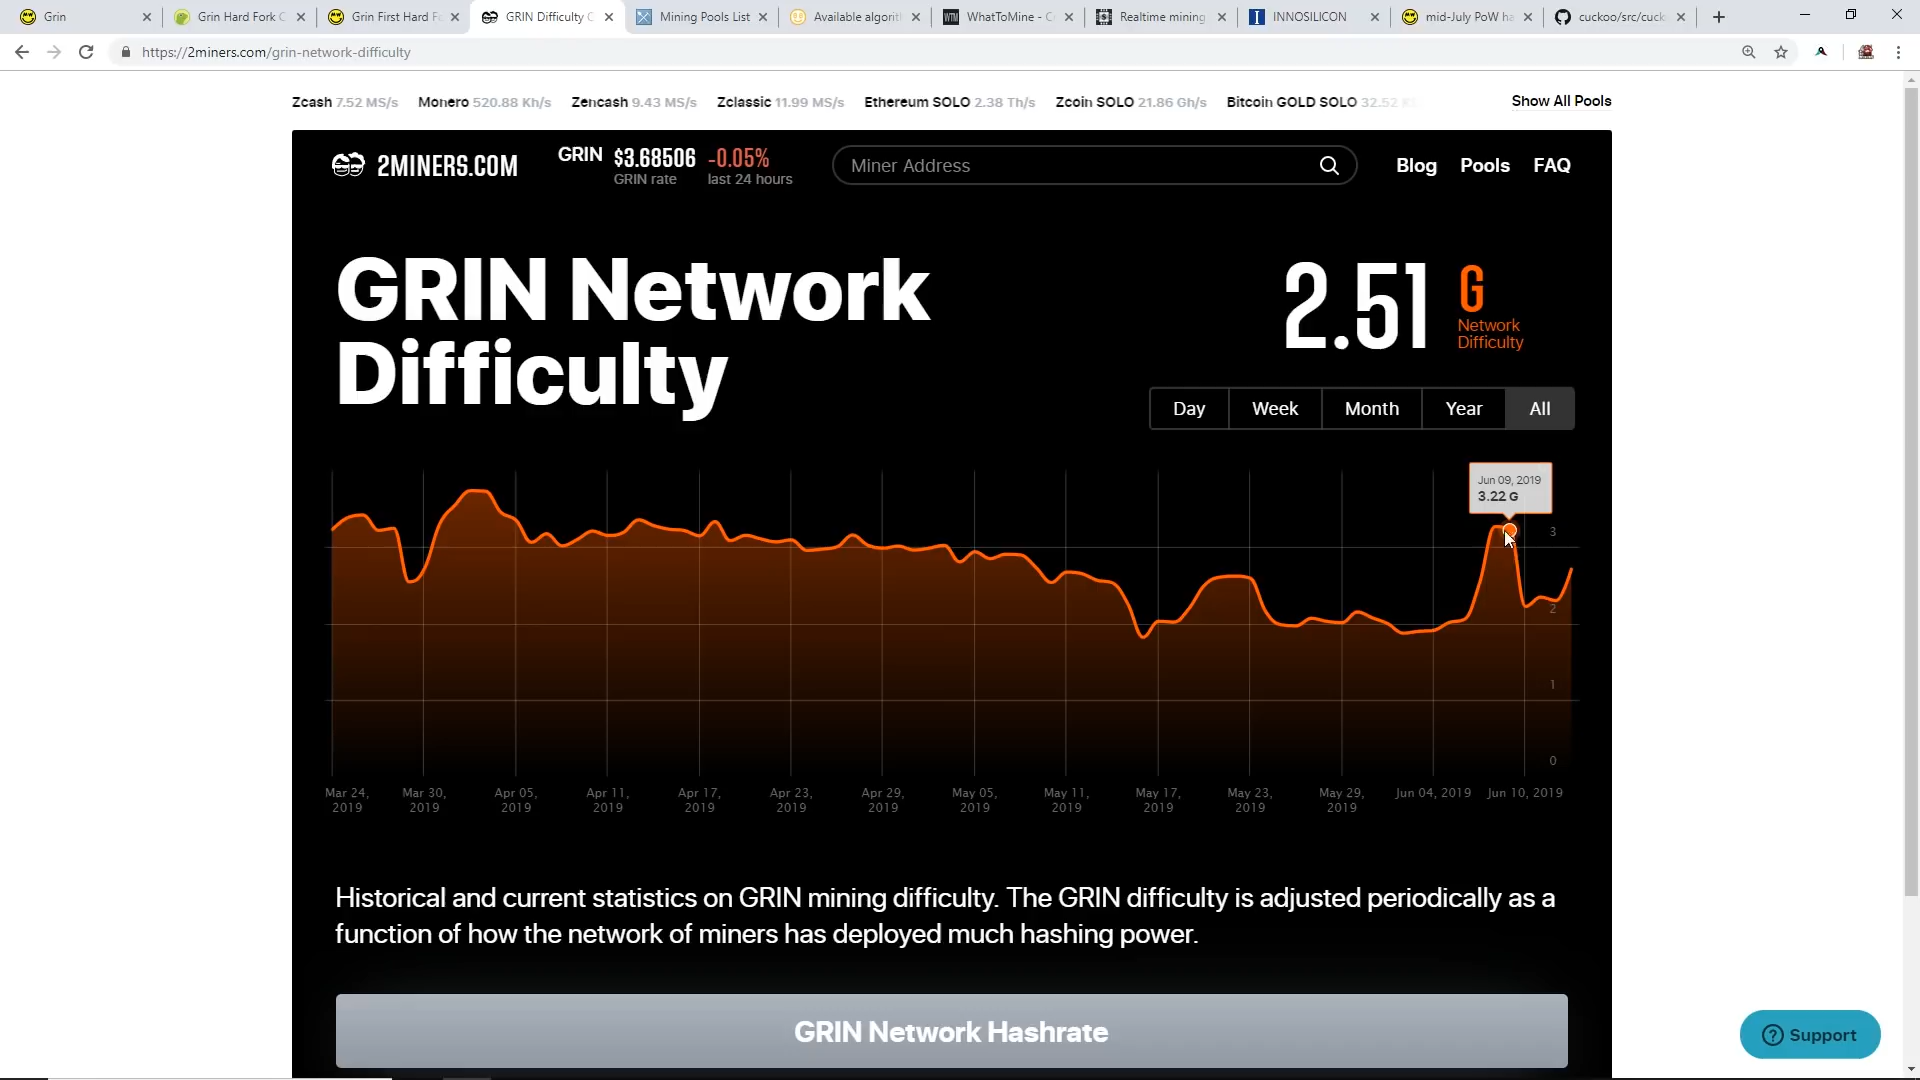 Grin
Grin Hard Fork
Grin First Hard F
GRIN Difficulty C
Mining Pools List
Available algorit
WhatToMine - C
Realtime mining
INNOSILICON
mid-July PoW ha
cuckoo/src/cuck
https://2miners.com/grin-network-difficulty
Zcash 7.52 MS/s Monero 520.88 Kh/s Zencash 9.43 MS/s Zclassic 11.99 MS/s Ethereum SOLO 2.38 Th/s Zcoin SOLO 21.86 Gh/s Bitcoin GOLD SOLO 32.52
Show All Pools
2MINERS.COM
GRIN $3.68506 -0.05%
GRIN rate last 24 hours
Miner Address
Blog Pools FAQ
GRIN Network
Difficulty
2.51 G
Network
Difficulty
Day Week Month Year All
Jun 09, 2019
3.22 G
3
2
1
0
Mar 24, 2019
Mar 30, 2019
Apr 05, 2019
Apr 11, 2019
Apr 17, 2019
Apr 23, 2019
Apr 29, 2019
May 05, 2019
May 11, 2019
May 17, 2019
May 23, 2019
May 29, 2019
Jun 04, 2019
Jun 10, 2019
Historical and current statistics on GRIN mining difficulty. The GRIN difficulty is adjusted periodically as a
function of how the network of miners has deployed much hashing power.
GRIN Network Hashrate
Support